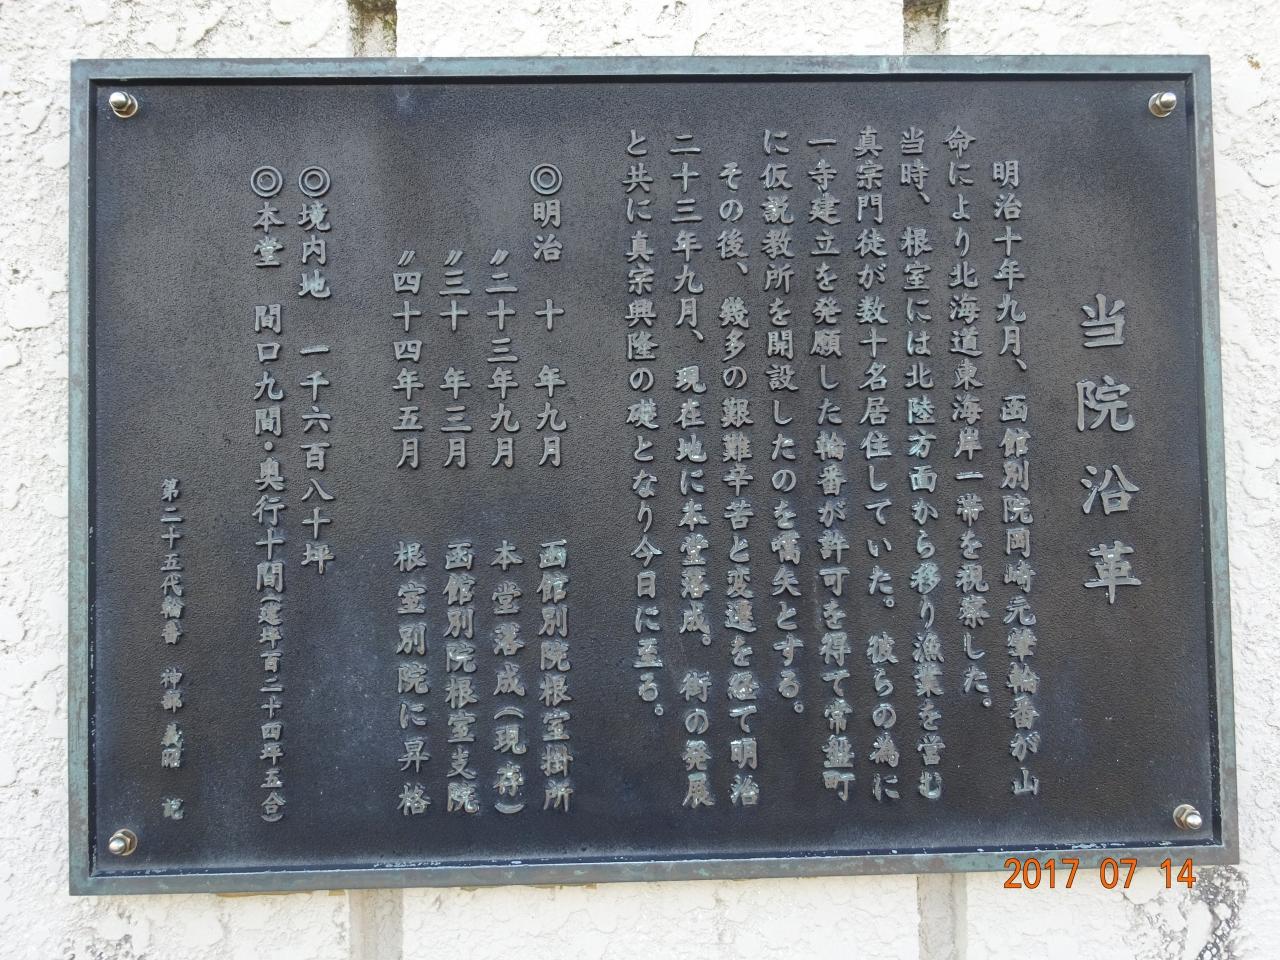 当院沿革
明治十年九月、函館別院岡崎元肇輪番が山
命により北海道東海岸一帯を視察した。
当時、根室には北陸方面から移り漁業を営む
真宗門徒が数十名居住していた。彼らの為に
一寺建立を発願した輪番が許可を得て常盤町
に仮説教所を開設したのを嚆矢とする。
その後、幾多の艱難辛苦と変遷を経て明治
二十三年九月、現在地に本堂落成。街の発展
と共に真宗興隆の礎となり今日に至る。
◎明治 十 年九月 函館別院根室掛所
〃二十三年九月 本堂落成(現存)
〃三十 年三月 函館別院根室支院
〃四十四年五月 根室別院に昇格
◎境内地 一千六百八十坪
◎本堂 間口九間・奥行十間(建坪百二十四坪五合)
第二十五代輪番 神部 義昭 記
2017 07 14